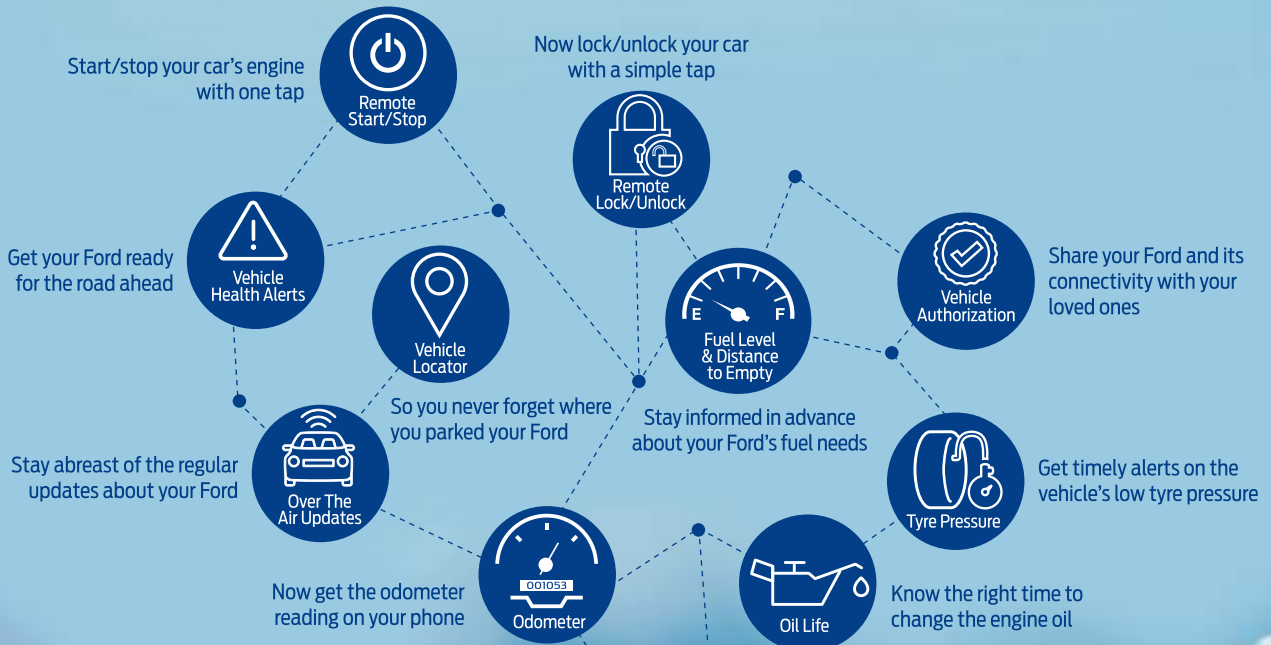 Start/stop your car's engine
with one tap
Remote
Start/Stop
Now lock/unlock your car
with a simple tap
Remote
Lock/Unlock
Get your Ford ready
for the road ahead
Vehicle
Health Alerts
Vehicle
Locator
So you never forget where
you parked your Ford
E F
Fuel Level
& Distance
to Empty
Stay informed in advance
about your Ford's fuel needs
Vehicle
Authorization
Share your Ford and its
connectivity with your
loved ones
Stay abreast of the regular
updates about your Ford
Over The
Air Updates
Tyre Pressure
Get timely alerts on the
vehicle's low tyre pressure
Now get the odometer
reading on your phone
001053
Odometer
Oil Life
Know the right time to
change the engine oil